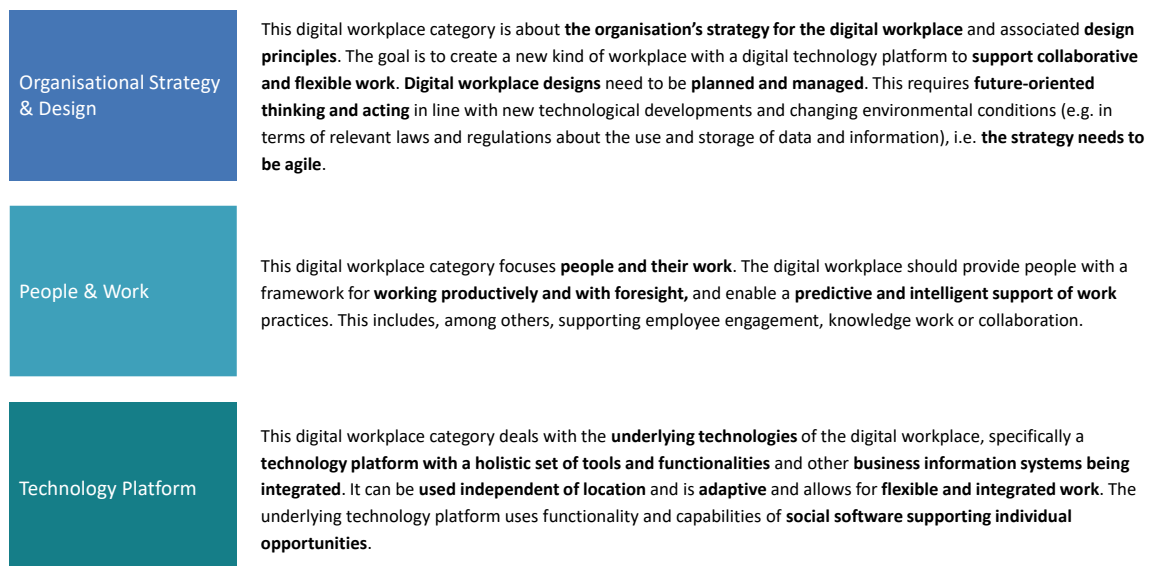 Organisational Strategy
& Design
This digital workplace category is about the organisation’s strategy for the digital workplace and associated design
principles. The goal is to create a new kind of workplace with a digital technology platform to support collaborative
and flexible work. Digital workplace designs need to be planned and managed. This requires future-oriented
thinking and acting in line with new technological developments and changing environmental conditions (e.g. in
terms of relevant laws and regulations about the use and storage of data and information), i.e. the strategy needs to
be agile.
People & Work
This digital workplace category focuses people and their work. The digital workplace should provide people with a
framework for working productively and with foresight, and enable a predictive and intelligent support of work
practices. This includes, among others, supporting employee engagement, knowledge work or collaboration.
Technology Platform
This digital workplace category deals with the underlying technologies of the digital workplace, specifically a
technology platform with a holistic set of tools and functionalities and other business information systems being
integrated. It can be used independent of location and is adaptive and allows for flexible and integrated work. The
underlying technology platform uses functionality and capabilities of social software supporting individual
opportunities.